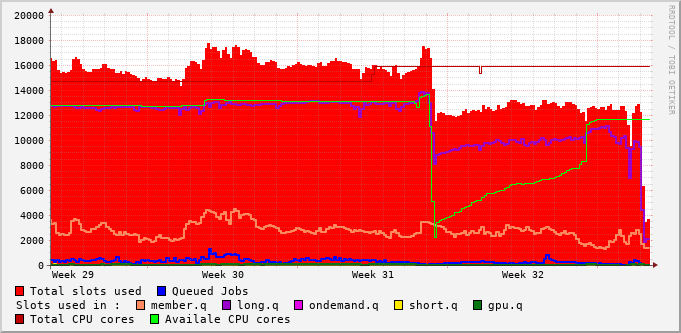 20000
18000
16000
14000
12000
10000
8000
6000
4000
2000
0
Week 29 Week 30 Week 31 Week 32
RRDTOOL / TOBI OETIKER
Total slots used Queued Jobs
Slots used in : member.q long.q ondemand.q short.q gpu.q
Total CPU cores Availale CPU cores